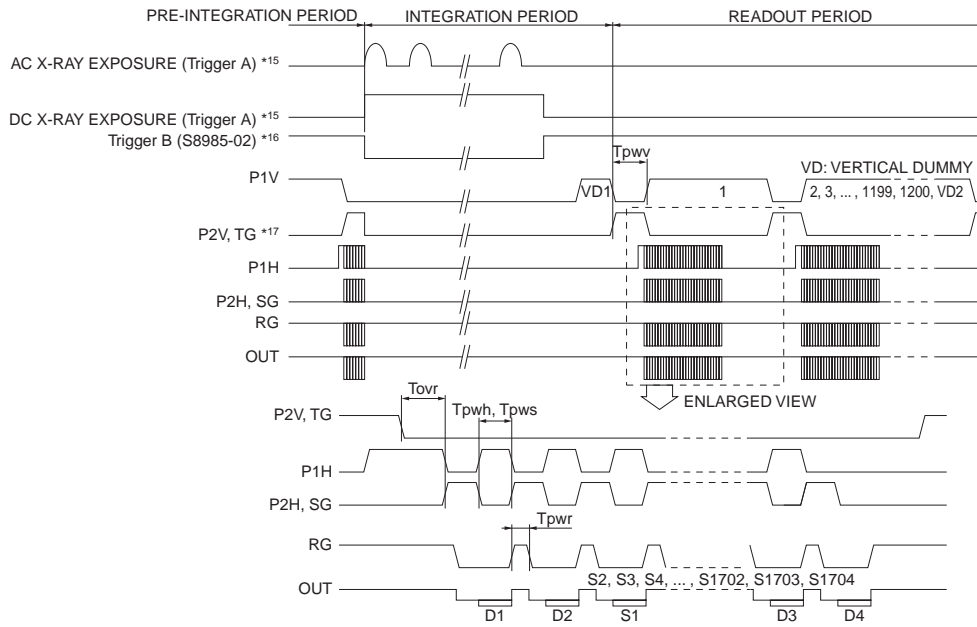 PRE-INTEGRATION PERIOD INTEGRATION PERIOD READOUT PERIOD
AC X-RAY EXPOSURE (Trigger A) *15
DC X-RAY EXPOSURE (Trigger A) *15
Trigger B (S8985-02) *16
Tpwv
VD: VERTICAL DUMMY
P1V
VD1
1
2, 3, ... , 1199, 1200, VD2
P2V, TG *17
P1H
P2H, SG
RG
OUT
ENLARGED VIEW
Tovr
Tpwh, Tpws
P2V, TG
P1H
P2H, SG
Tpwr
RG
S2, S3, S4, ... , S1702, S1703, S1704
OUT
D1 D2 S1 D3 D4